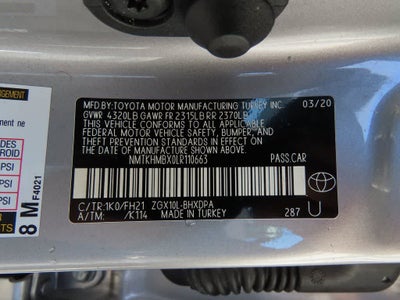 MFD.BY:TOYOTA MOTOR MANUFACTURING TURKEY INC. 03/20
GVWR 4320LB GAWR FR 2315LB RR 2370LB
THIS VEHICLE CONFORMS TO ALL APPLICABLE
FEDERAL MOTOR VEHICLE SAFETY, BUMPER, AND
THEFT PREVENTION STANDARDS IN EFFECT ON THE
DATE OF MANUFACTURE SHOWN ABOVE.
NMTKHMBX0LR110663 PASS.CAR
C/TR:1K0/FH21 ZGX10L-BHXDPA
A/TM: /K114 MADE IN TURKEY 287 U
PSI
PSI
8 MF4021